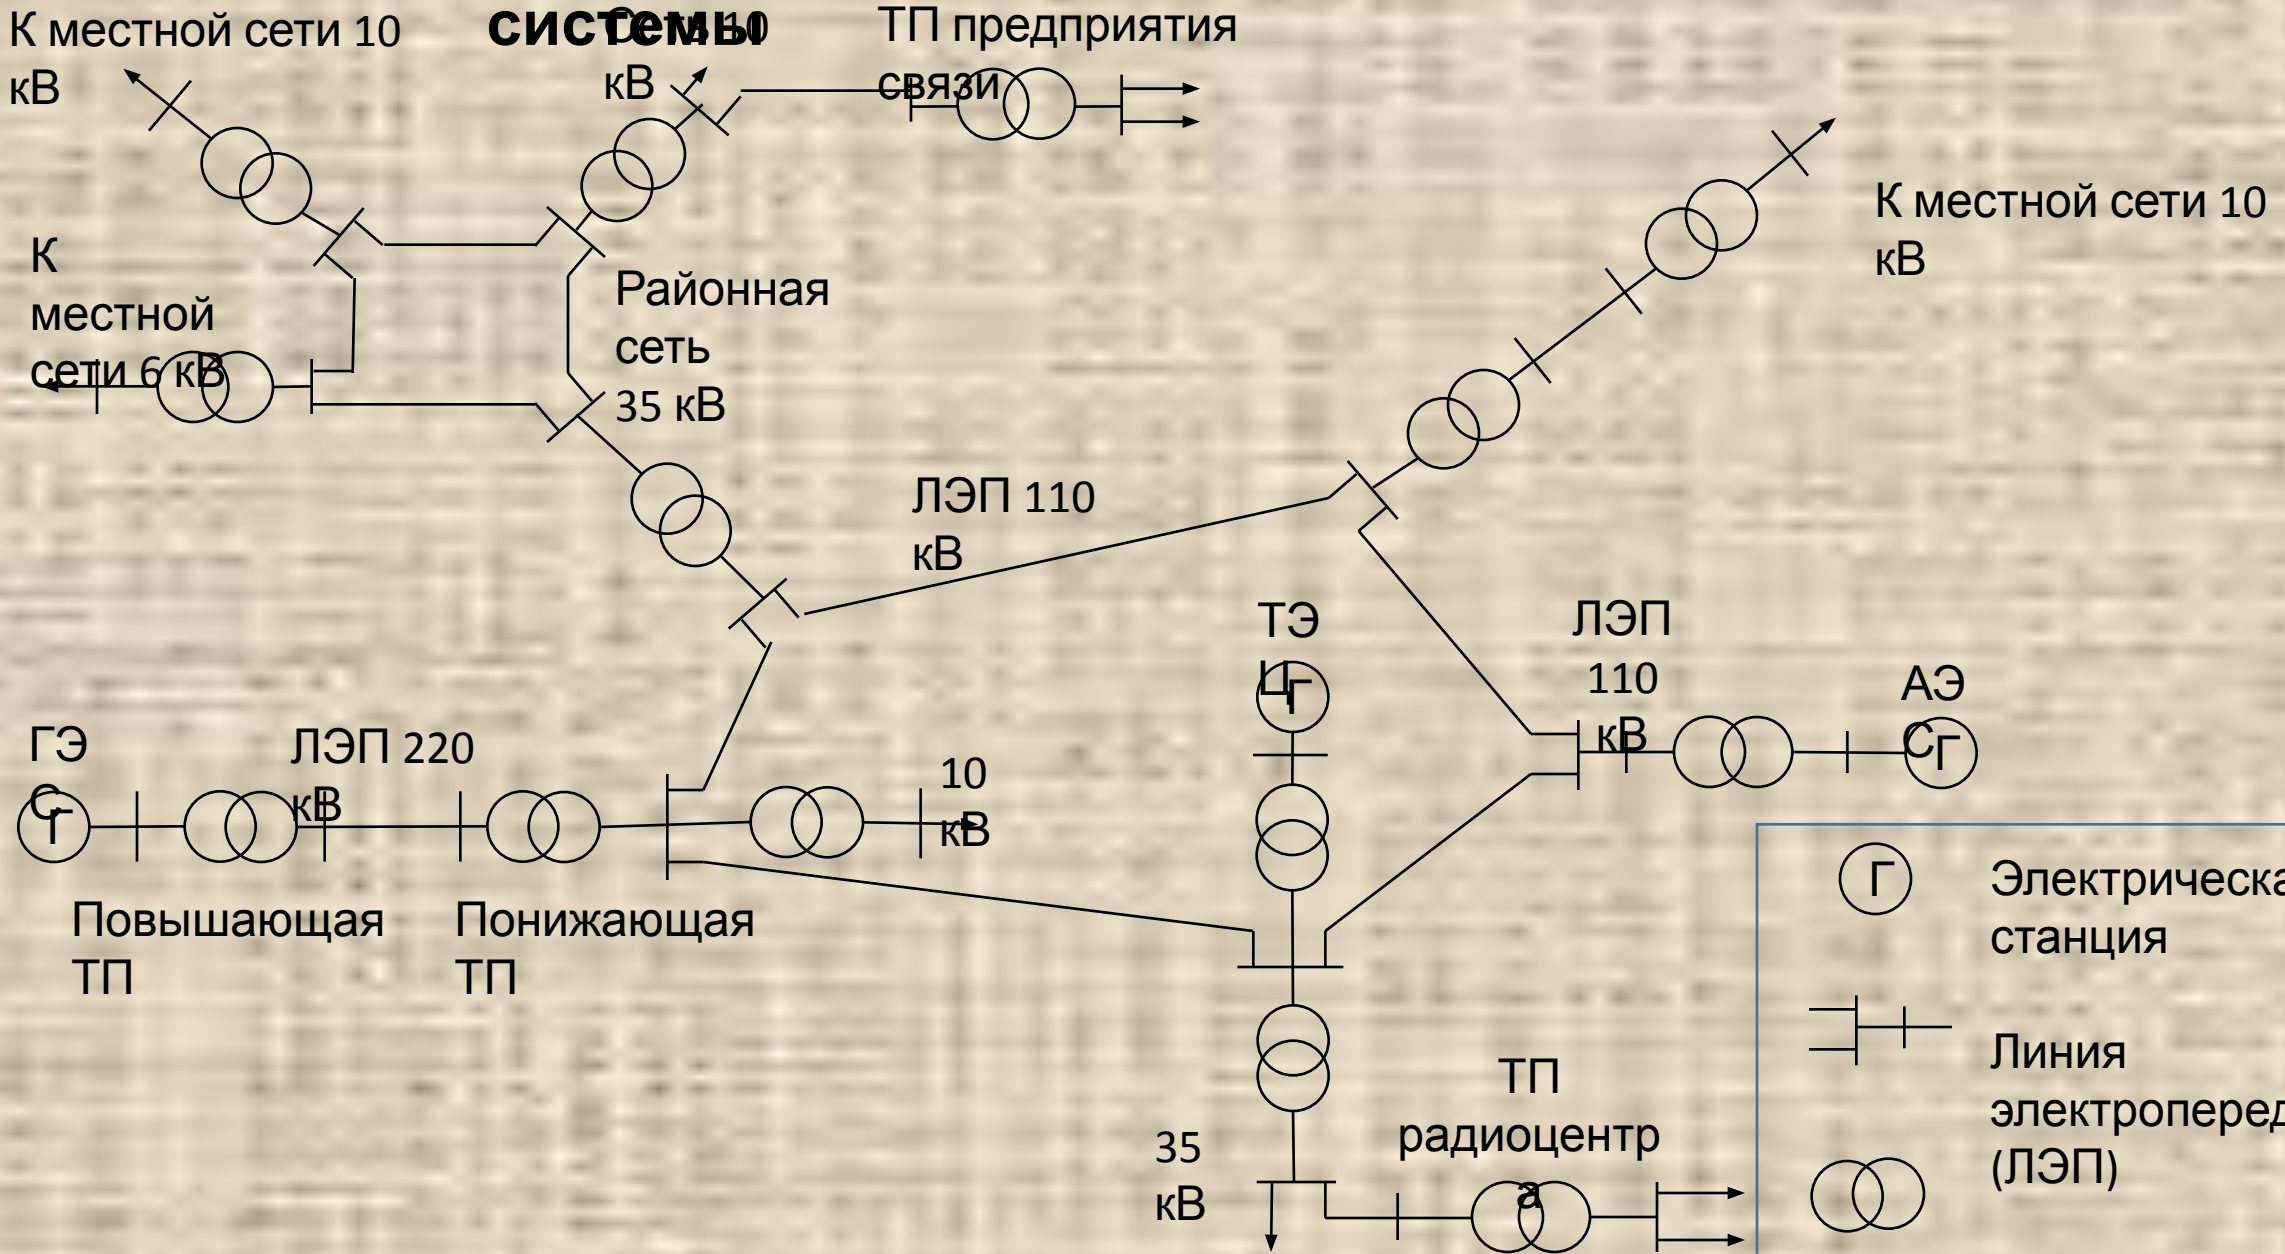 системы
К местной сети 10
кВ
Сеть 10
кВ
ТП предприятия
связи
К местной сети 10
кВ
К
местной
сети 6 кВ
Районная
сеть
35 кВ
ЛЭП 110
кВ
ТЭ
Ц
Г
ЛЭП
110
кВ
АЭ
С
Г
ГЭ
С
Г
ЛЭП 220
кВ
10
кВ
Повышающая
ТП
Понижающая
ТП
35
кВ
ТП
радиоцентр
а
Г
Электрическа
станция
Линия
электроперед
(ЛЭП)